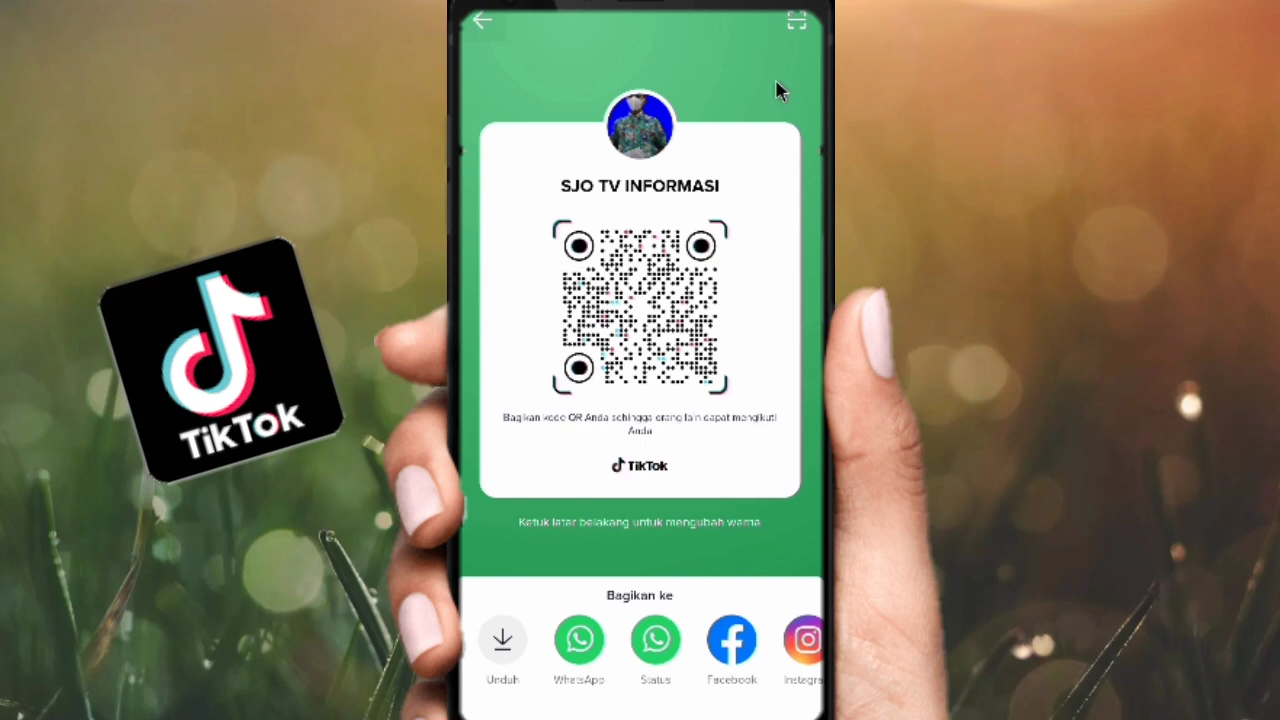 SJO TV INFORMASI
Bagikan kode QR Anda sehingga orang lain dapat mengikuti
Anda
TikTok
TikTok
Ketuk latar belakang untuk mengubah warna
Bagikan ke
Unduh
WhatsApp
Status
Facebook
Instagra